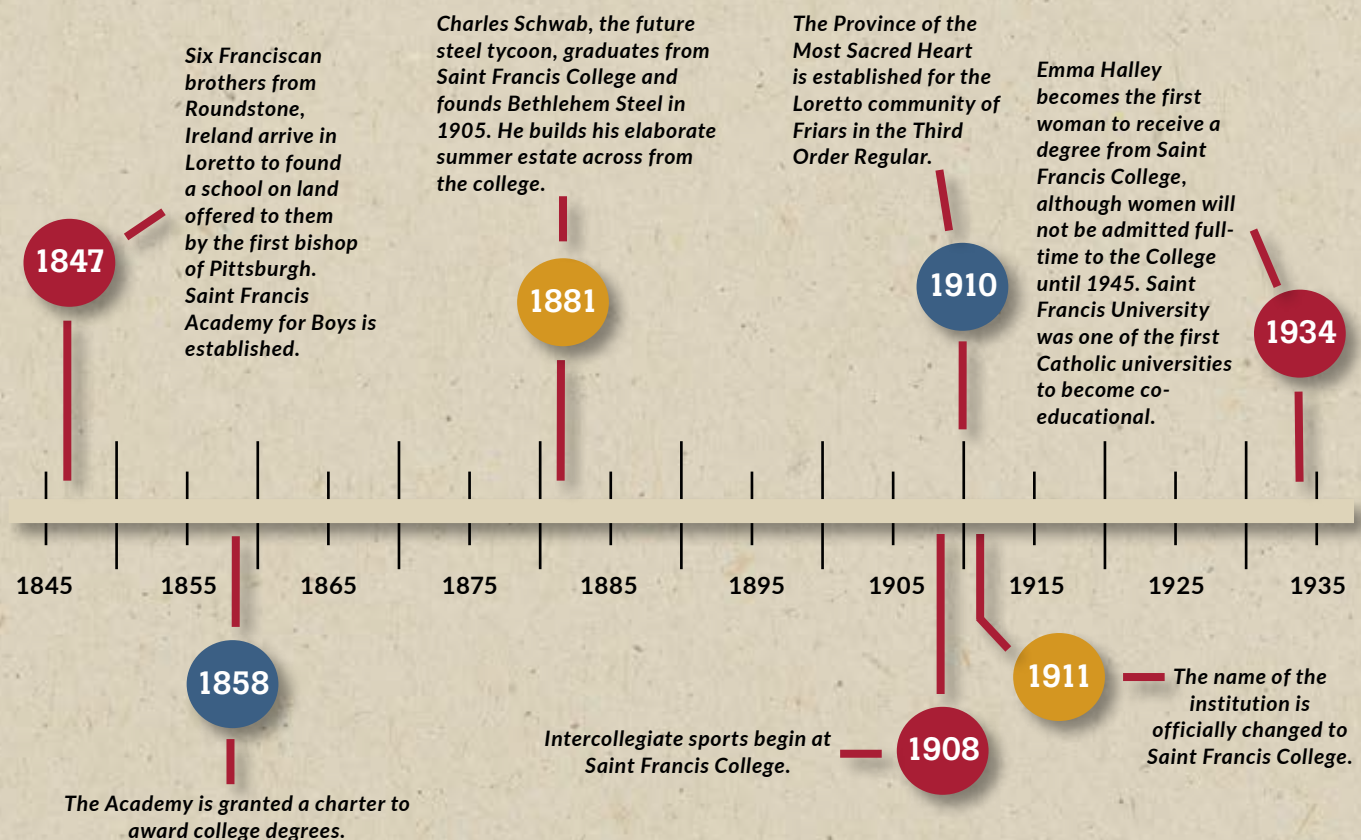 Six Franciscan
brothers from
Roundstone,
Ireland arrive in
Loretto to found
a school on land
offered to them
by the first bishop
of Pittsburgh.
Saint Francis
Academy for Boys is
established.
1847
Charles Schwab, the future
steel tycoon, graduates from
Saint Francis College and
founds Bethlehem Steel in
1905. He builds his elaborate
summer estate across from
the college.
1881
The Province of the
Most Sacred Heart
is established for the
Loretto community of
Friars in the Third
Order Regular.
1910
Emma Halley
becomes the first
woman to receive a
degree from Saint
Francis College,
although women will
not be admitted full-
time to the College
until 1945. Saint
Francis University
was one of the first
Catholic universities
to become co-
educational.
1934
1845 1855 1865 1875 1885 1895 1905 1915 1925 1935
1858
The Academy is granted a charter to
award college degrees.
Intercollegiate sports begin at
Saint Francis College.
1908
1911
The name of the
institution is
officially changed to
Saint Francis College.